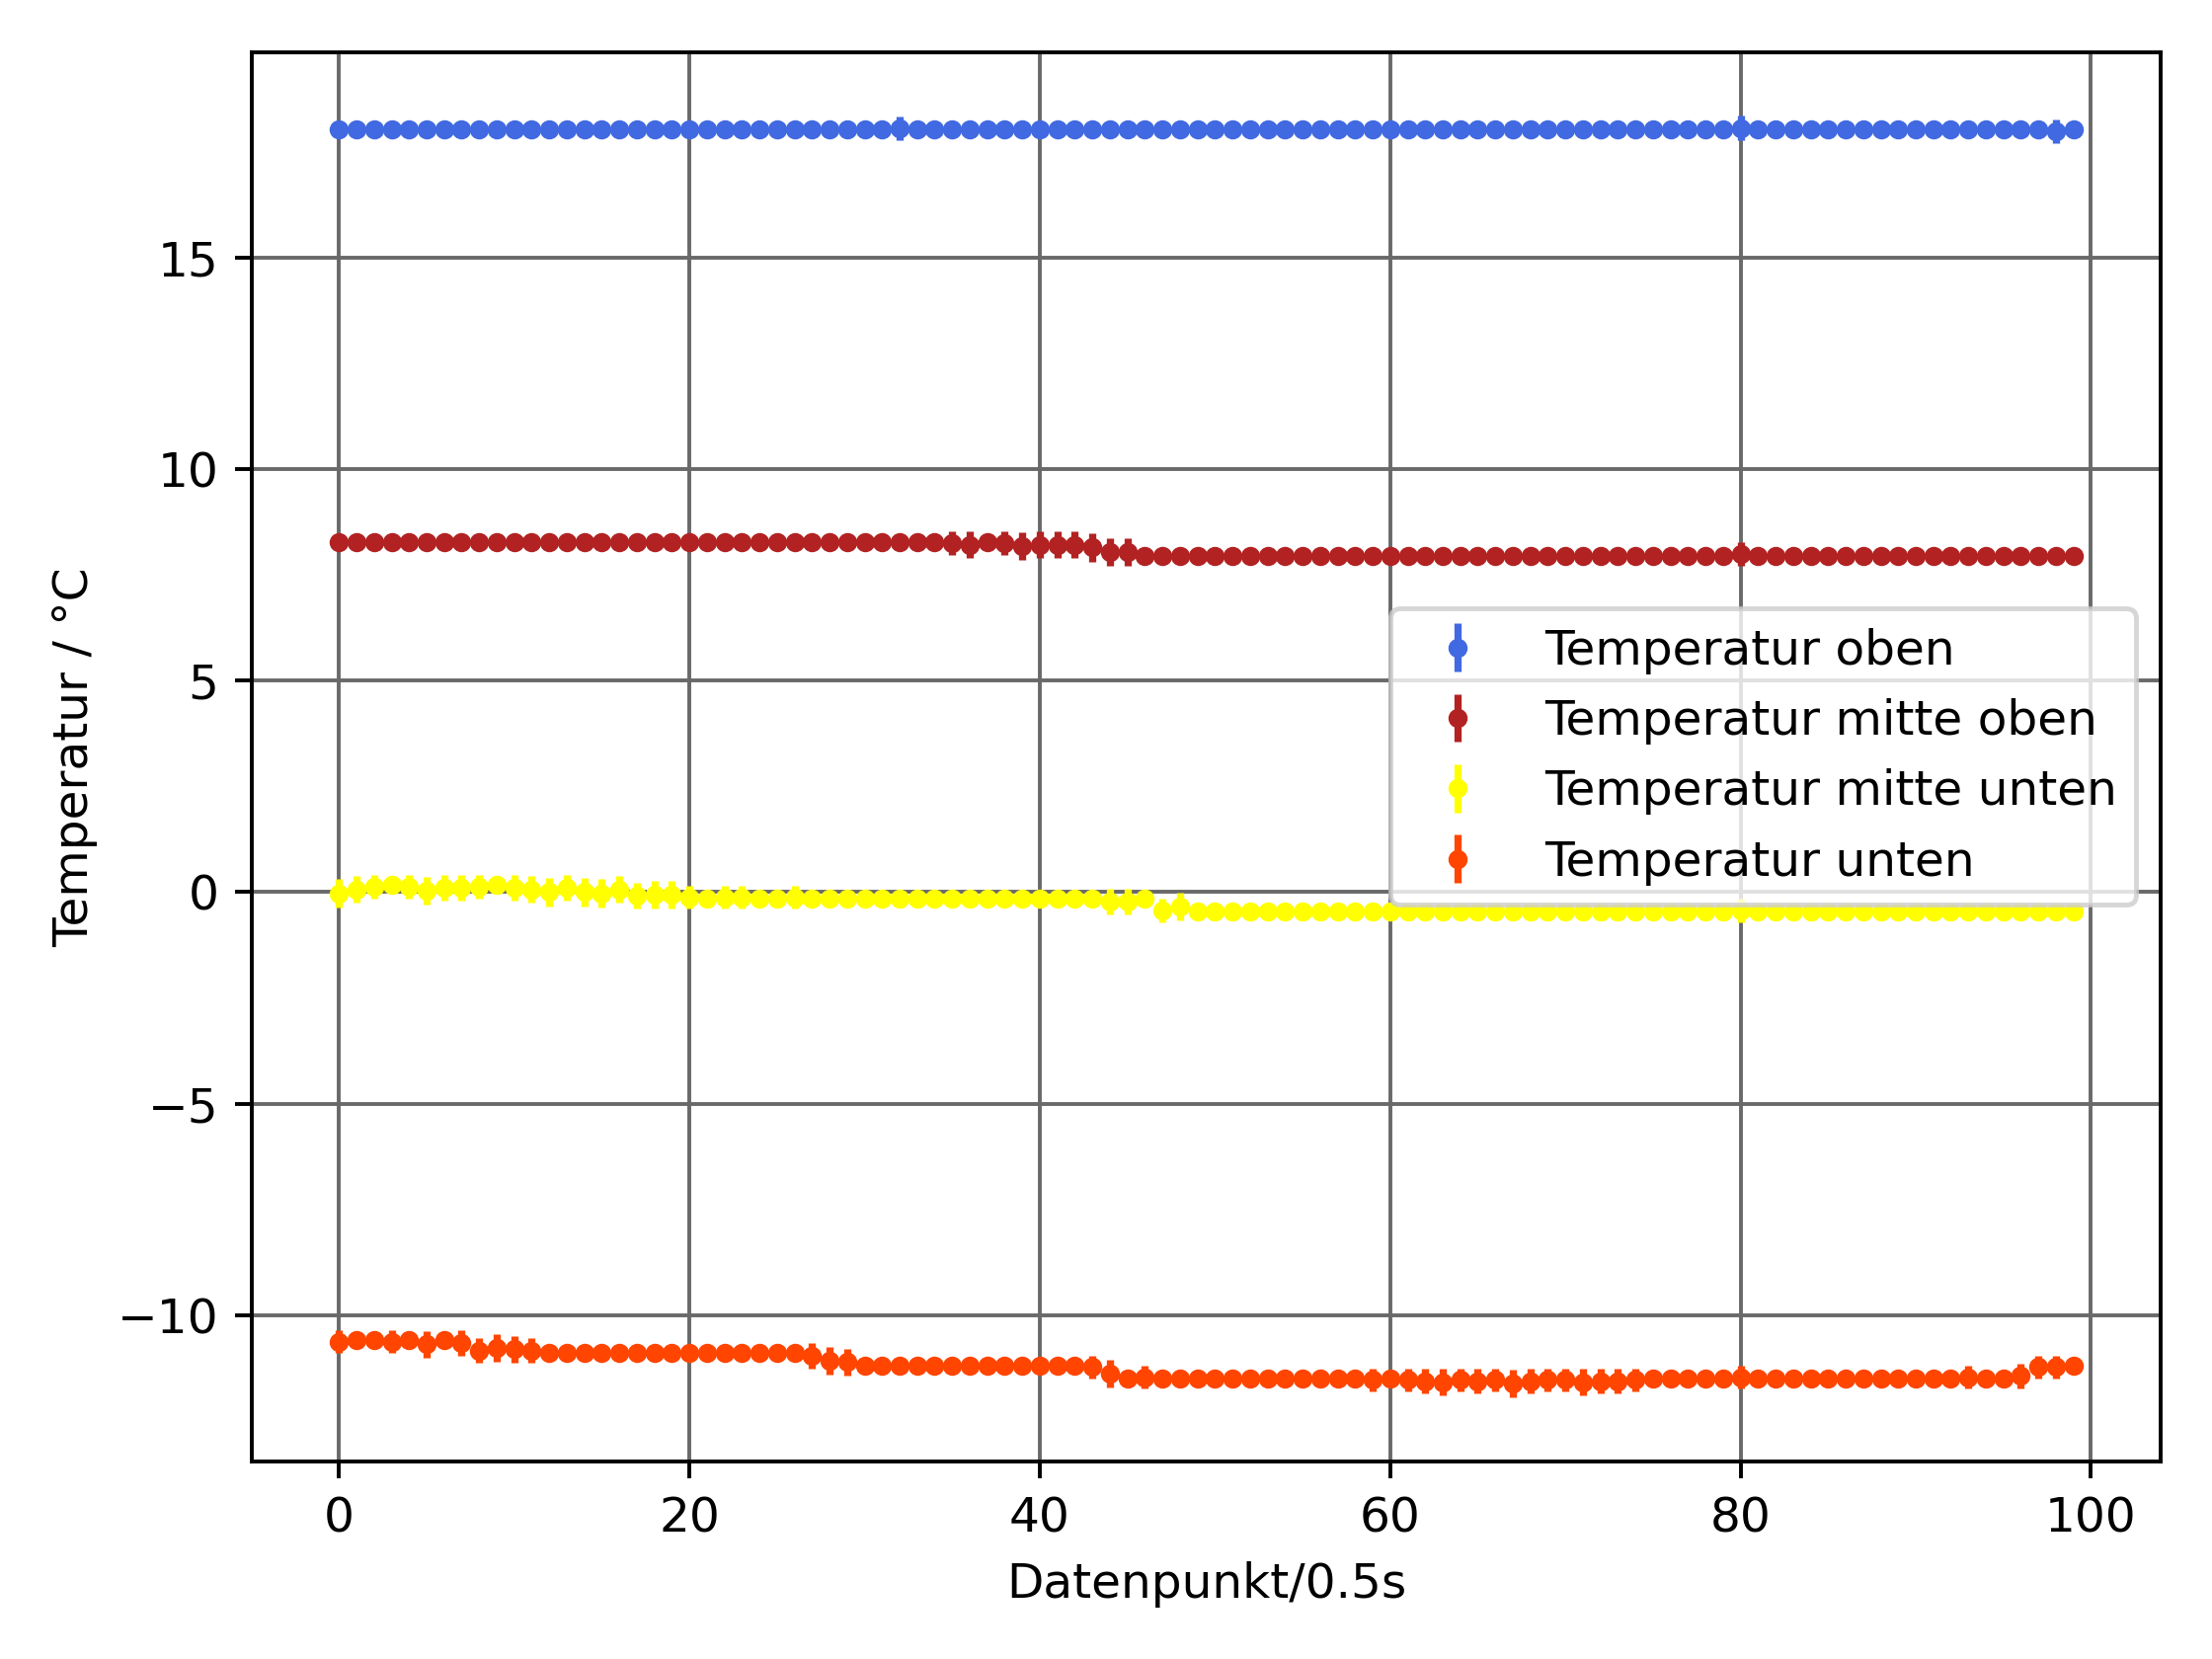 15
10
5
0
−5
−10
Temperatur / °C
Temperatur oben
Temperatur mitte oben
Temperatur mitte unten
Temperatur unten
0 20 40 60 80 100
Datenpunkt/0.5s